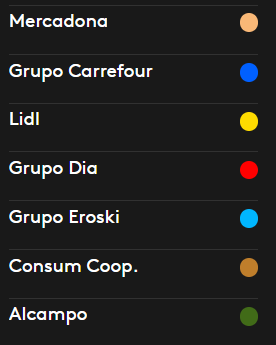 Mercadona
Grupo Carrefour
Lidl
Grupo Dia
Grupo Eroski
Consum Coop.
Alcampo